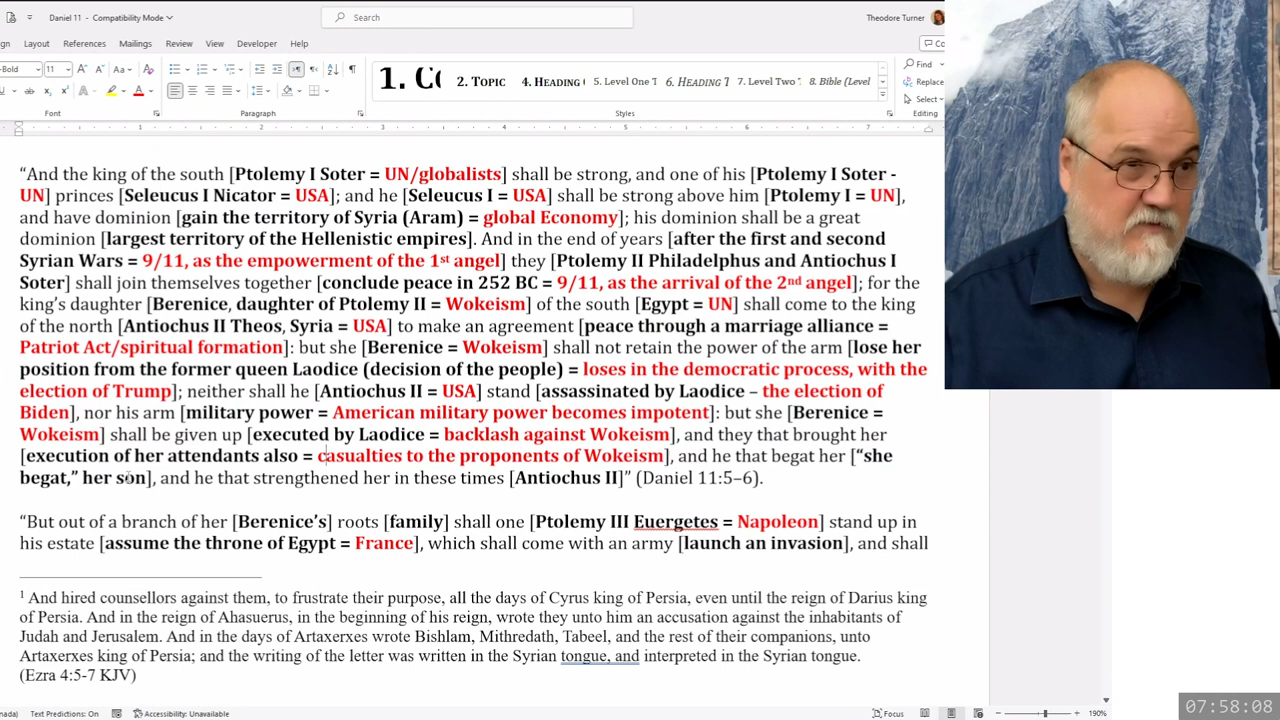 Daniel 11 - Compatibility Mode
Search
Theodore Turner
Layout References Mailings Review View Developer Help
Bold 11 Aa
1. Co 2. TOPIC 4. HEADING 5. Level One T 6. HEADING T 7. Level Two T 8. Bible (Level
Find
Replace
Select
Font Paragraph Styles Editing
1 2 3 4 5 6 7
“And the king of the south [Ptolemy I Soter = UN/globalists] shall be strong, and one of his [Ptolemy I Soter -
UN] princes [Seleucus I Nicator = USA]; and he [Seleucus I = USA] shall be strong above him [Ptolemy I = UN],
and have dominion [gain the territory of Syria (Aram) = global Economy]; his dominion shall be a great
dominion [largest territory of the Hellenistic empires]. And in the end of years [after the first and second
Syrian Wars = 9/11, as the empowerment of the 1st angel] they [Ptolemy II Philadelphus and Antiochus I
Soter] shall join themselves together [conclude peace in 252 BC = 9/11, as the arrival of the 2nd angel]; for the
king’s daughter [Berenice, daughter of Ptolemy II = Wokeism] of the south [Egypt = UN] shall come to the king
of the north [Antiochus II Theos, Syria = USA] to make an agreement [peace through a marriage alliance =
Patriot Act/spiritual formation]: but she [Berenice = Wokeism] shall not retain the power of the arm [lose her
position from the former queen Laodice (decision of the people) = loses in the democratic process, with the
election of Trump]; neither shall he [Antiochus II = USA] stand [assassinated by Laodice – the election of
Biden], nor his arm [military power = American military power becomes impotent]: but she [Berenice =
Wokeism] shall be given up [executed by Laodice = backlash against Wokeism], and they that brought her
[execution of her attendants also = casualties to the proponents of Wokeism], and he that begat her [“she
begat,” her son], and he that strengthened her in these times [Antiochus II]” (Daniel 11:5–6).
“But out of a branch of her [Berenice’s] roots [family] shall one [Ptolemy III Euergetes = Napoleon] stand up in
his estate [assume the throne of Egypt = France], which shall come with an army [launch an invasion], and shall
1 And hired counsellors against them, to frustrate their purpose, all the days of Cyrus king of Persia, even until the reign of Darius king
of Persia. And in the reign of Ahasuerus, in the beginning of his reign, wrote they unto him an accusation against the inhabitants of
Judah and Jerusalem. And in the days of Artaxerxes wrote Bishlam, Mithredath, Tabeel, and the rest of their companions, unto
Artaxerxes king of Persia; and the writing of the letter was written in the Syrian tongue, and interpreted in the Syrian tongue.
(Ezra 4:5-7 KJV)
Text Predictions: On Accessibility: Unavailable Focus 190%
07:58:08